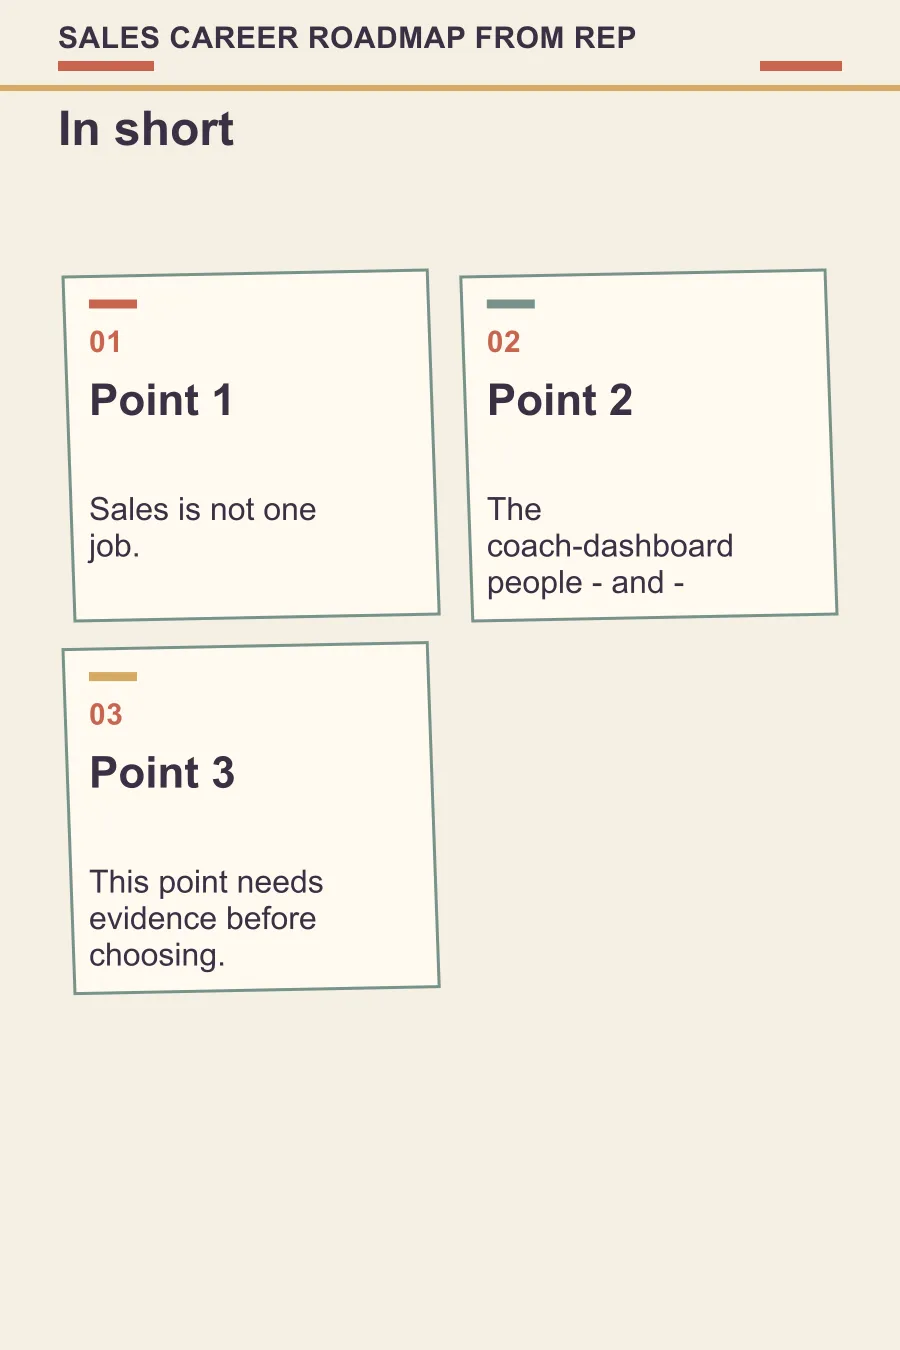 SALES CAREER ROADMAP FROM REP
In short
01
Point 1
Sales is not one
job.
02
Point 2
The
coach-dashboard
people - and -
03
Point 3
This point needs
evidence before
choosing.